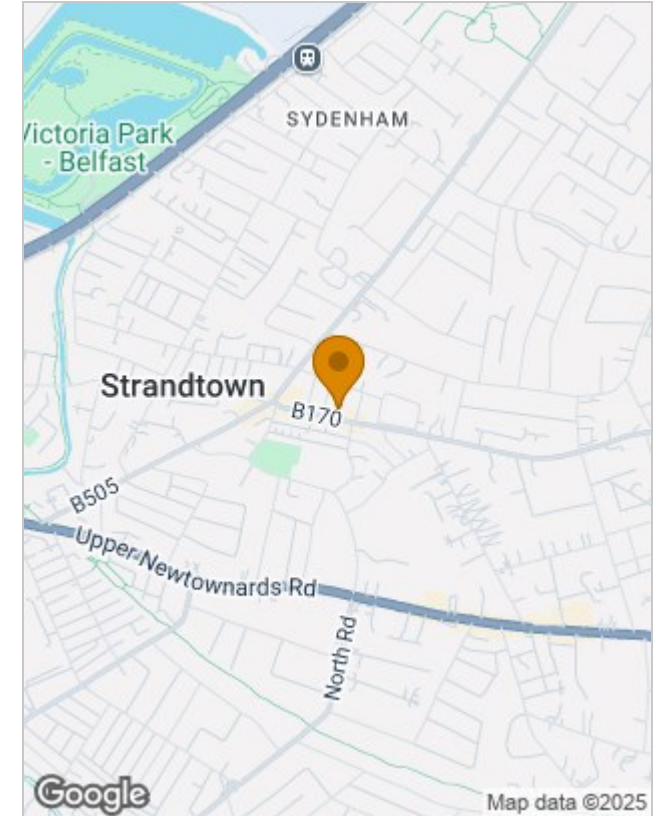 SYDENHAM
Victoria Park
- Belfast
Strandtown
B170
B505
Upper Newtownards Rd
North Rd
Google
Map data ©2025